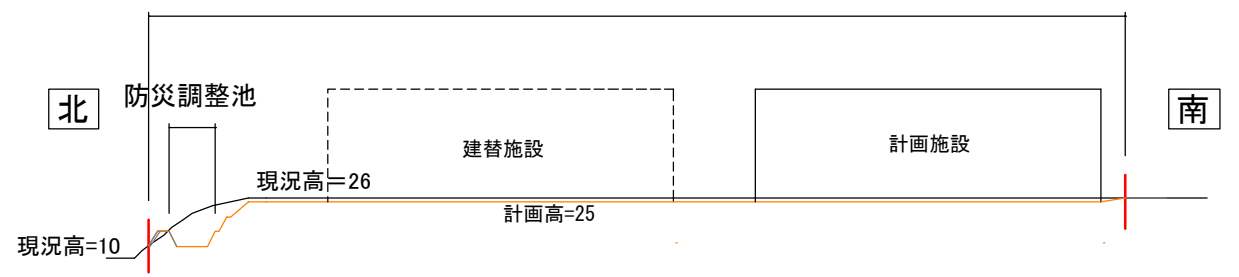 北
防災調整池
南
建替施設
計画施設
現況高=26
計画高=25
現況高=10